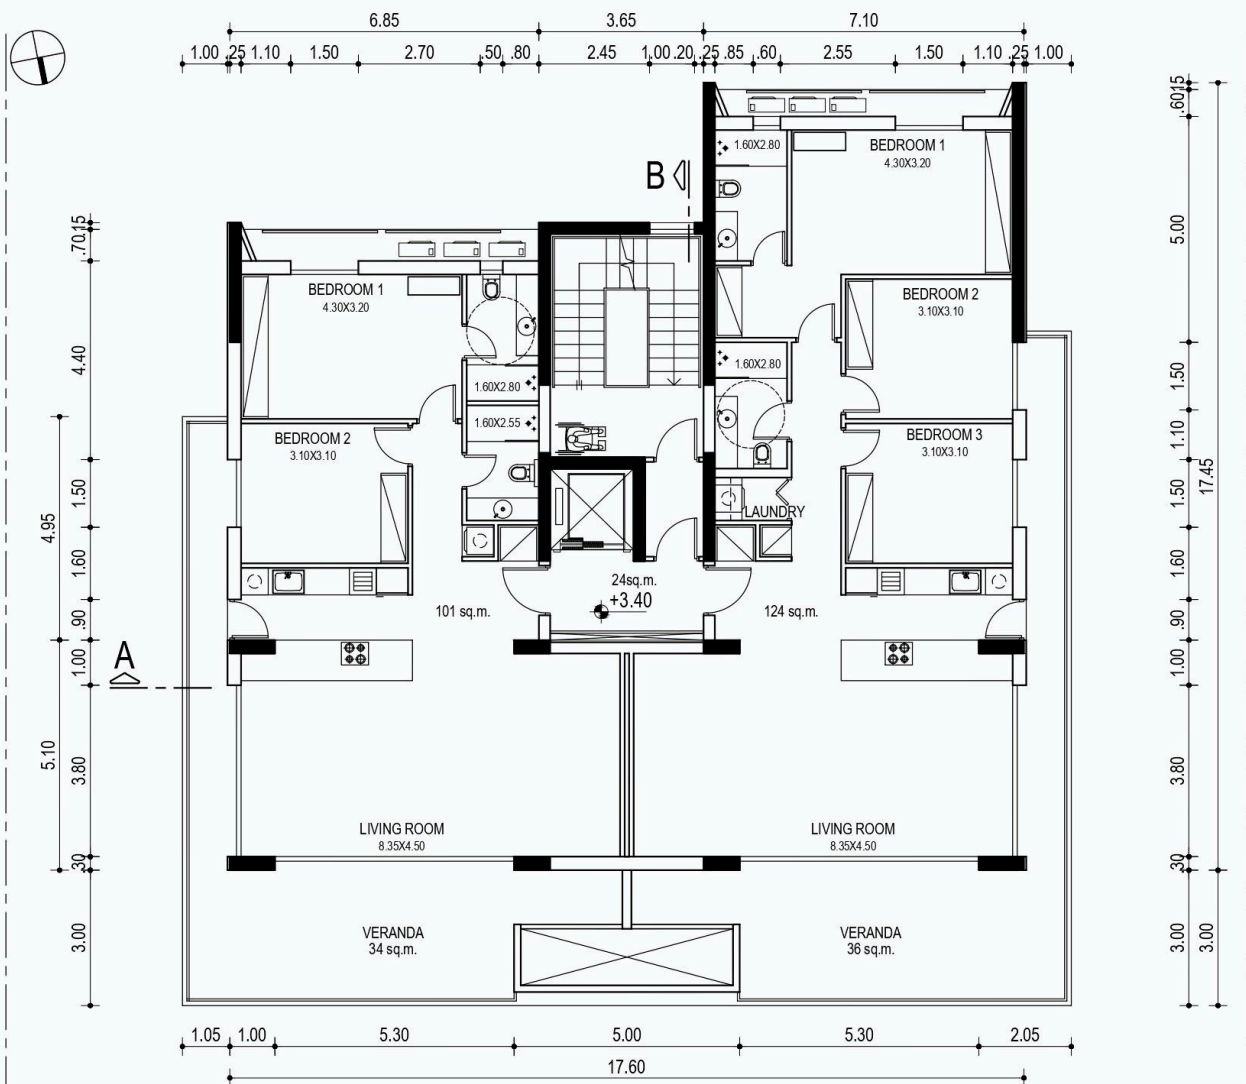 6.85 3.65 7.10
1.00 .25 1.10 1.50 2.70 .50 .80 2.45 1.00 .20 .25 .85 .60 2.55 1.50 1.10 .25 1.00
.15
.60
5.00
1.50
1.10
1.50
1.60
.90
1.00
3.80
.30
3.00
17.45
3.00
.15
.70
4.40
1.50
1.60
.90
1.00
3.80
.30
3.00
4.95
5.10
1.60X2.80
BEDROOM 1
4.30X3.20
B
BEDROOM 1
4.30X3.20
BEDROOM 2
3.10X3.10
1.60X2.80
1.60X2.80
1.60X2.55
BEDROOM 2
3.10X3.10
BEDROOM 3
3.10X3.10
LAUNDRY
24sq.m.
+3.40
101 sq.m.
124 sq.m.
A
LIVING ROOM
8.35X4.50
LIVING ROOM
8.35X4.50
VERANDA
34 sq.m.
VERANDA
36 sq.m.
1.05 1.00 5.30 5.00 5.30 2.05
17.60